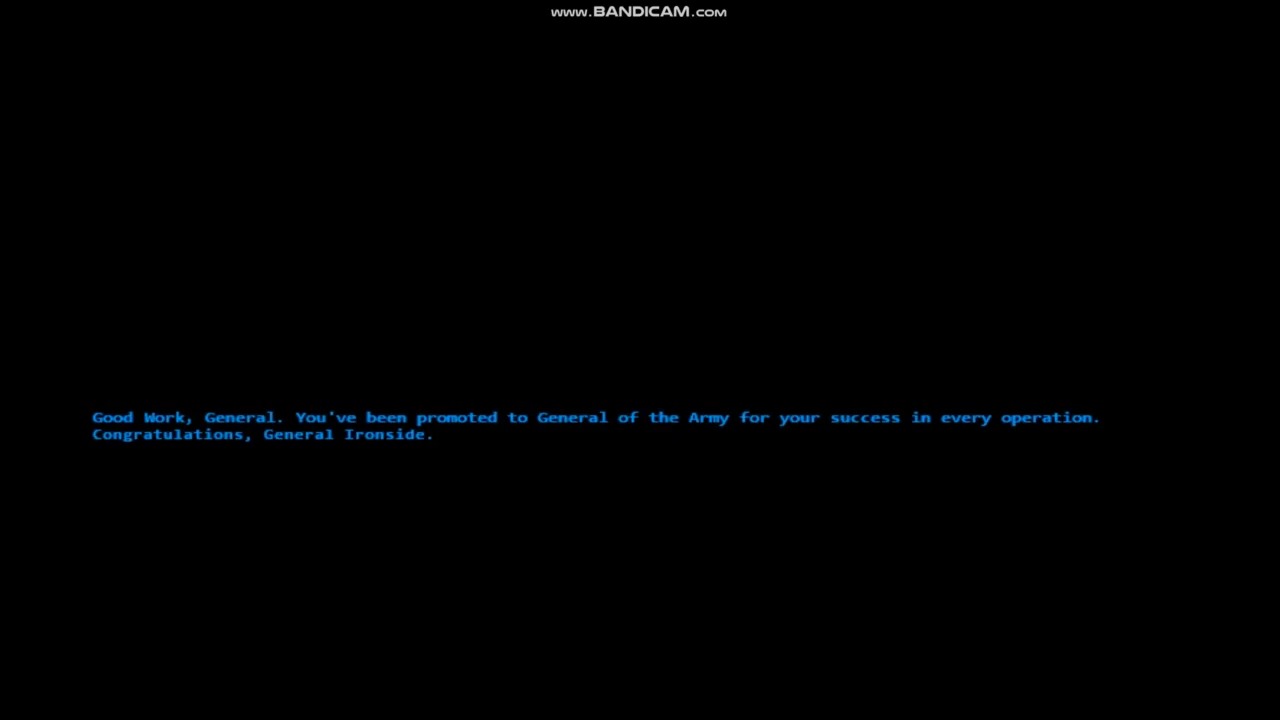 www.BANDICAM.com
Good Work, General. You've been promoted to General of the Army for your success in every operation.
Congratulations, General Ironside.